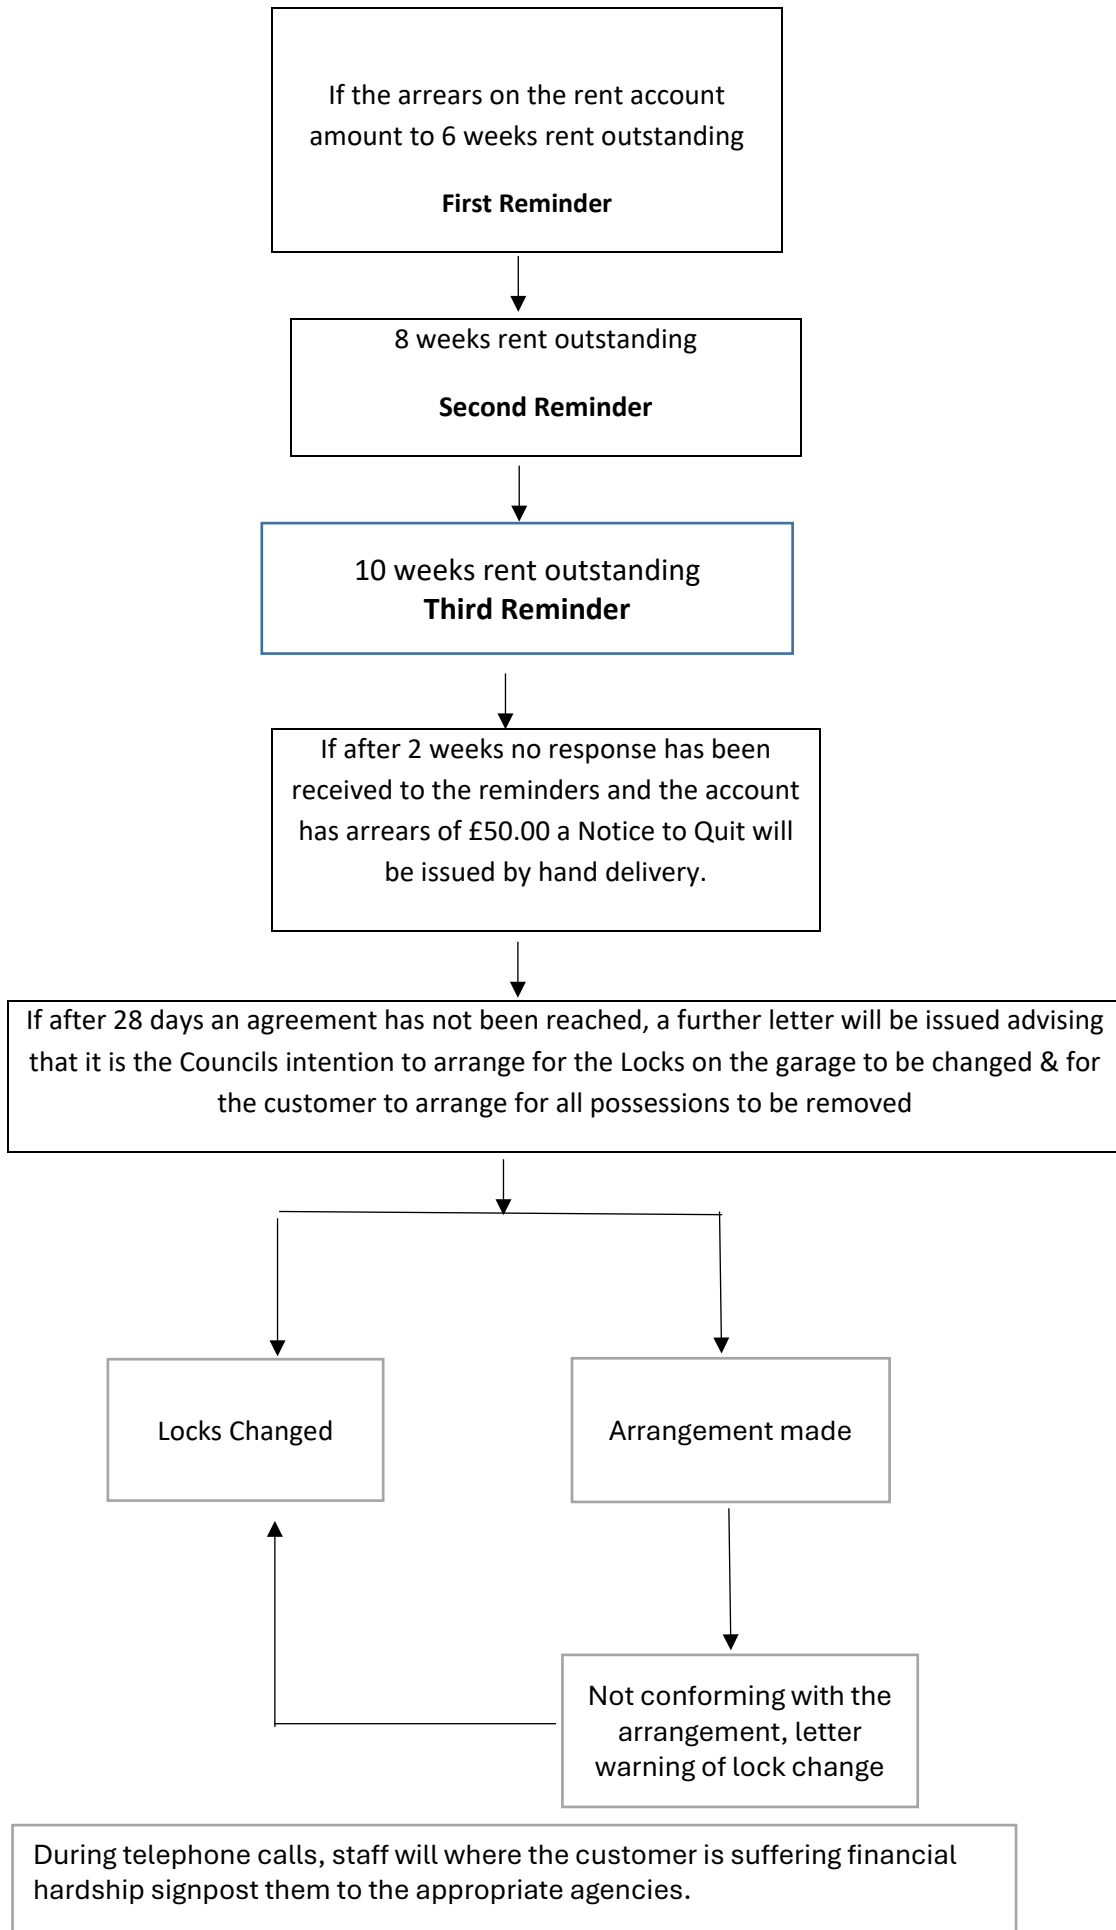 If the arrears on the rent account
amount to 6 weeks rent outstanding
First Reminder
8 weeks rent outstanding
Second Reminder
10 weeks rent outstanding
Third Reminder
If after 2 weeks no response has been
received to the reminders and the account
has arrears of £50.00 a Notice to Quit will
be issued by hand delivery.
If after 28 days an agreement has not been reached, a further letter will be issued advising
that it is the Councils intention to arrange for the Locks on the garage to be changed & for
the customer to arrange for all possessions to be removed
Locks Changed
Arrangement made
Not conforming with the
arrangement, letter
warning of lock change
During telephone calls, staff will where the customer is suffering financial
hardship signpost them to the appropriate agencies.